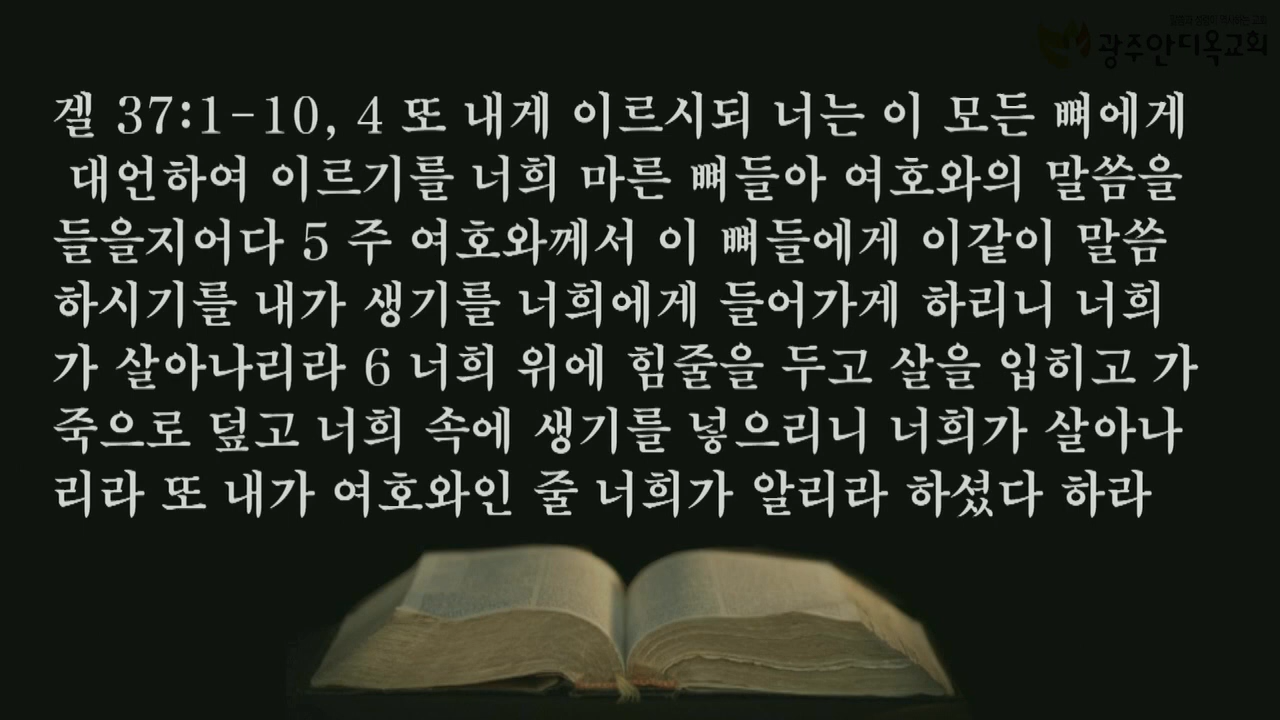 광주안디옥교회
겔 37:1-10, 4 또 내게 이르시되 너는 이 모든 뼈에게
대언하여 이르기를 너희 마른 뼈들아 여호와의 말씀을
들을지어다 5 주 여호와께서 이 뼈들에게 이같이 말씀
하시기를 내가 생기를 너희에게 들어가게 하리니 너희
가 살아나리라 6 너희 위에 힘줄을 두고 살을 입히고 가
죽으로 덮고 너희 속에 생기를 넣으리니 너희가 살아나
리라 또 내가 여호와인 줄 너희가 알리라 하셨다 하라